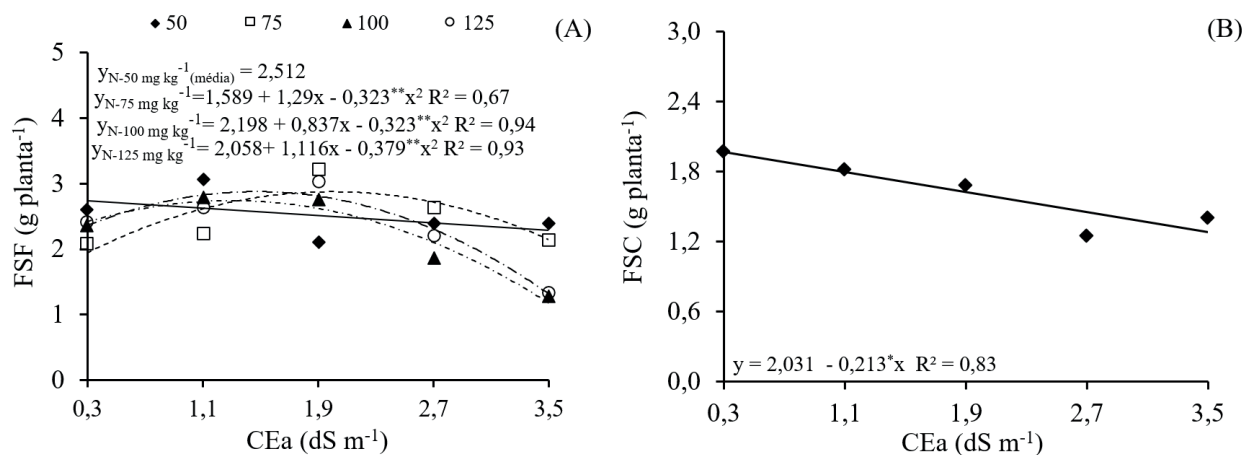 50 75 100 125
(A)
5
4
3
2
1
0
FSF (g planta⁻¹)
y N-50 mg kg⁻¹ (média) = 2,512
y N-75 mg kg⁻¹=1,589 + 1,29x - 0,323**x² R² = 0,67
y N-100 mg kg⁻¹= 2,198 + 0,837x - 0,323**x² R² = 0,94
y N-125 mg kg⁻¹= 2,058+ 1,116x - 0,379**x² R² = 0,93
0,3 1,1 1,9 2,7 3,5
CEa (dS m⁻¹)
(B)
3,0
2,4
1,8
1,2
0,6
0,0
FSC (g planta⁻¹)
y = 2,031 - 0,213*x R² = 0,83
0,3 1,1 1,9 2,7 3,5
CEa (dS m⁻¹)